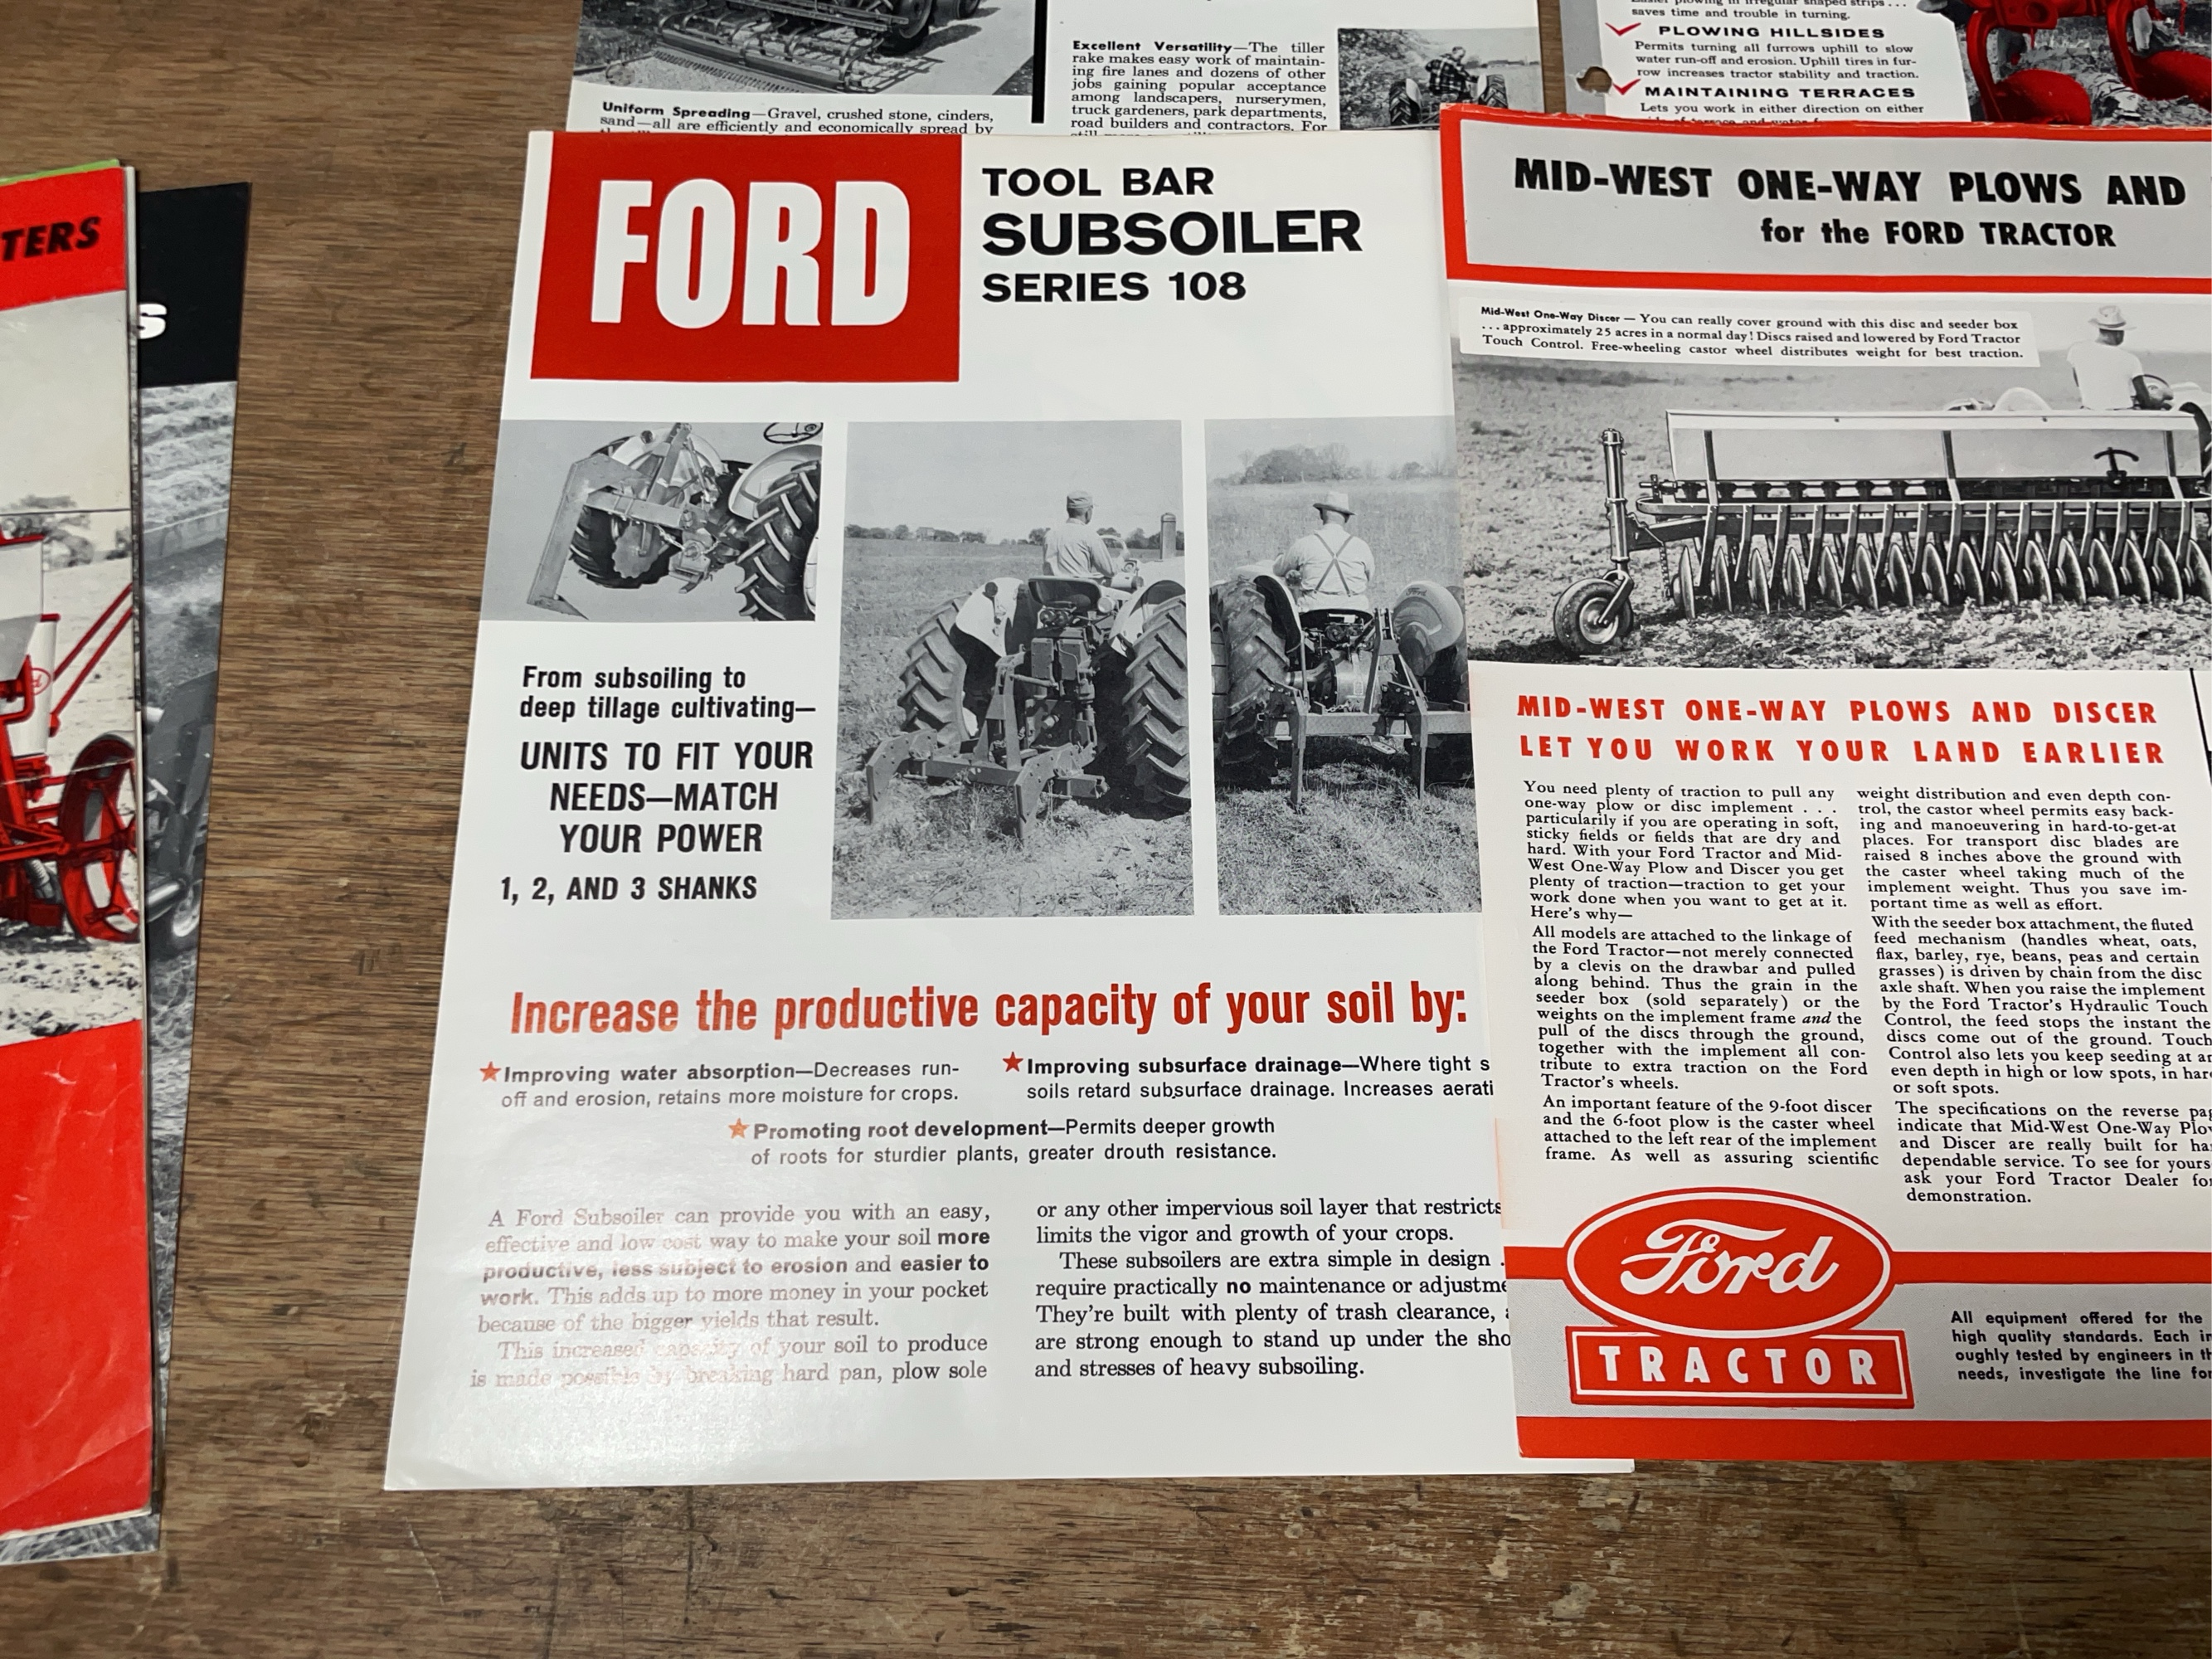 TERS
S
Uniform Spreading—Gravel, crushed stone, cinders,
sand—all are efficiently and economically spread by
Excellent Versatility—The tiller
rake makes easy work of maintain-
ing fire lanes and dozens of other
jobs gaining popular acceptance
among landscapers, nurserymen,
truck gardeners, park departments,
road builders and contractors. For
saves time and trouble in turning.
PLOWING HILLSIDES
Permits turning all furrows uphill to slow
water run-off and erosion. Uphill tires in fur-
row increases tractor stability and traction.
MAINTAINING TERRACES
Lets you work in either direction on either
FORD
TOOL BAR
SUBSOILER
SERIES 108
From subsoiling to
deep tillage cultivating—
UNITS TO FIT YOUR
NEEDS—MATCH
YOUR POWER
1, 2, AND 3 SHANKS
Increase the productive capacity of your soil by:
★Improving water absorption—Decreases run-
off and erosion, retains more moisture for crops.
★Improving subsurface drainage—Where tight s
soils retard subsurface drainage. Increases aerati
★Promoting root development—Permits deeper growth
of roots for sturdier plants, greater drouth resistance.
A Ford Subsoiler can provide you with an easy,
effective and low cost way to make your soil more
productive, less subject to erosion and easier to
work. This adds up to more money in your pocket
because of the bigger yields that result.
This increased capacity of your soil to produce
is made possible by breaking hard pan, plow sole
or any other impervious soil layer that restricts
limits the vigor and growth of your crops.
These subsoilers are extra simple in design .
require practically no maintenance or adjustme
They're built with plenty of trash clearance,
are strong enough to stand up under the sho
and stresses of heavy subsoiling.
MID-WEST ONE-WAY PLOWS AND
for the FORD TRACTOR
Mid-West One-Way Discer — You can really cover ground with this disc and seeder box
... approximately 25 acres in a normal day! Discs raised and lowered by Ford Tractor
Touch Control. Free-wheeling castor wheel distributes weight for best traction.
MID-WEST ONE-WAY PLOWS AND DISCER
LET YOU WORK YOUR LAND EARLIER
You need plenty of traction to pull any
one-way plow or disc implement . . .
particularly if you are operating in soft,
sticky fields or fields that are dry and
hard. With your Ford Tractor and Mid-
West One-Way Plow and Discer you get
plenty of traction—traction to get your
work done when you want to get at it.
Here's why—
All models are attached to the linkage of
the Ford Tractor—not merely connected
by a clevis on the drawbar and pulled
along behind. Thus the grain in the
seeder box (sold separately) or the
weights on the implement frame and the
pull of the discs through the ground,
together with the implement all con-
tribute to extra traction on the Ford
Tractor's wheels.
An important feature of the 9-foot discer
and the 6-foot plow is the caster wheel
attached to the left rear of the implement
frame. As well as assuring scientific
weight distribution and even depth con-
trol, the castor wheel permits easy back-
ing and manoeuvering in hard-to-get-at
places. For transport disc blades are
raised 8 inches above the ground with
the caster wheel taking much of the
implement weight. Thus you save im-
portant time as well as effort.
With the seeder box attachment, the fluted
feed mechanism (handles wheat, oats,
flax, barley, rye, beans, peas and certain
grasses) is driven by chain from the disc
axle shaft. When you raise the implement
by the Ford Tractor's Hydraulic Touch
Control, the feed stops the instant the
discs come out of the ground. Touch
Control also lets you keep seeding at an
even depth in high or low spots, in har
or soft spots.
The specifications on the reverse pag
indicate that Mid-West One-Way Plow
and Discer are really built for ha
dependable service. To see for yours
ask your Ford Tractor Dealer for
demonstration.
Ford
TRACTOR
All equipment offered for the
high quality standards. Each in
oughly tested by engineers in th
needs, investigate the line for